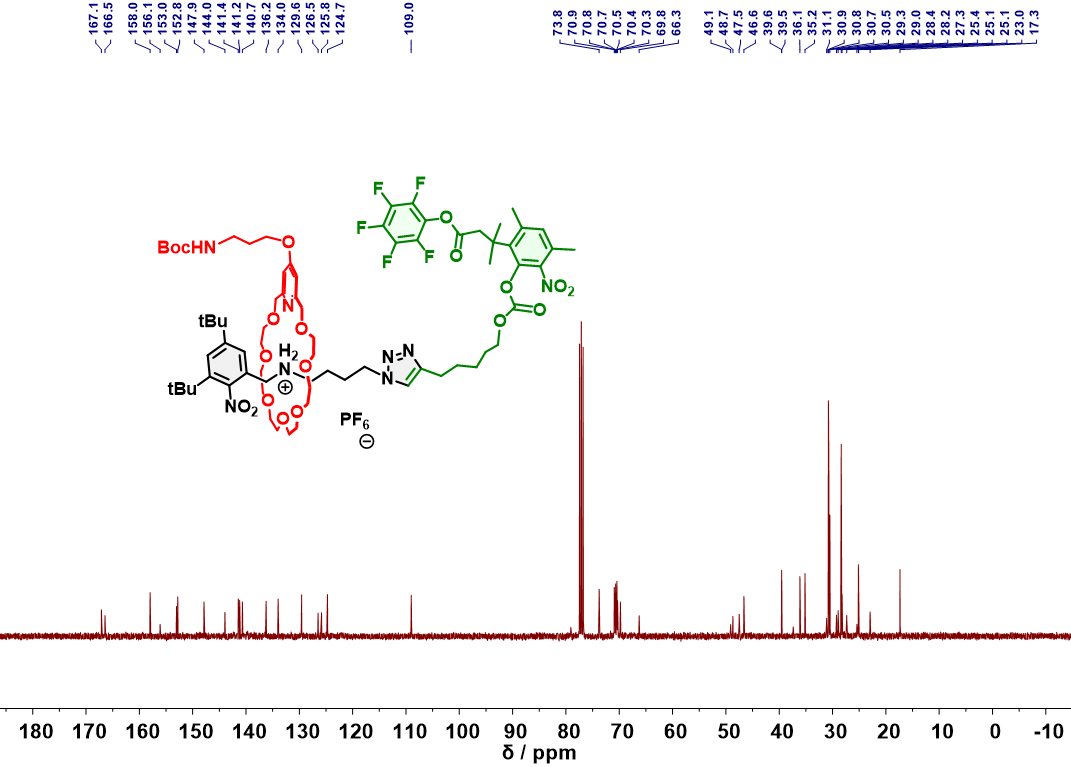 167.1 166.5 158.0 156.1 153.0 152.8 147.9 144.0 141.4 141.2 140.7 136.2 134.0 129.6 126.5 125.8 124.7 109.0 73.8 70.9 70.8 70.7 70.5 70.4 70.3 69.8 66.3 49.1 48.7 47.5 46.6 39.6 39.5 36.1 35.2 31.1 30.9 30.8 30.7 30.5 29.3 29.0 28.4 28.2 27.3 25.4 25.1 25.1 23.0 17.3
F F
F O
F F O
BocHN O
O NO2
N O O
O O
tBu O
O H2 O N N
N N
⊕
tBu NO2 O O
O
PF6
⊖
180 170 160 150 140 130 120 110 100 90 80 70 60 50 40 30 20 10 0 -10
δ / ppm